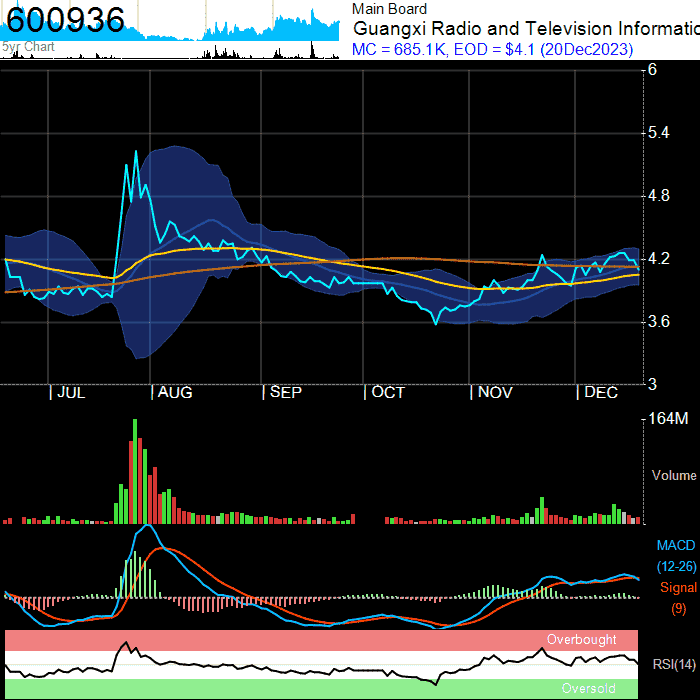 600936
5yr Chart
Main Board
Guangxi Radio and Television Informatic
MC = 685.1K, EOD = $4.1 (20Dec2023)
6
5.4
4.8
4.2
3.6
3
JUL AUG SEP OCT NOV DEC
164M
Volume
MACD
(12-26)
Signal
(9)
Overbought
RSI(14)
Oversold